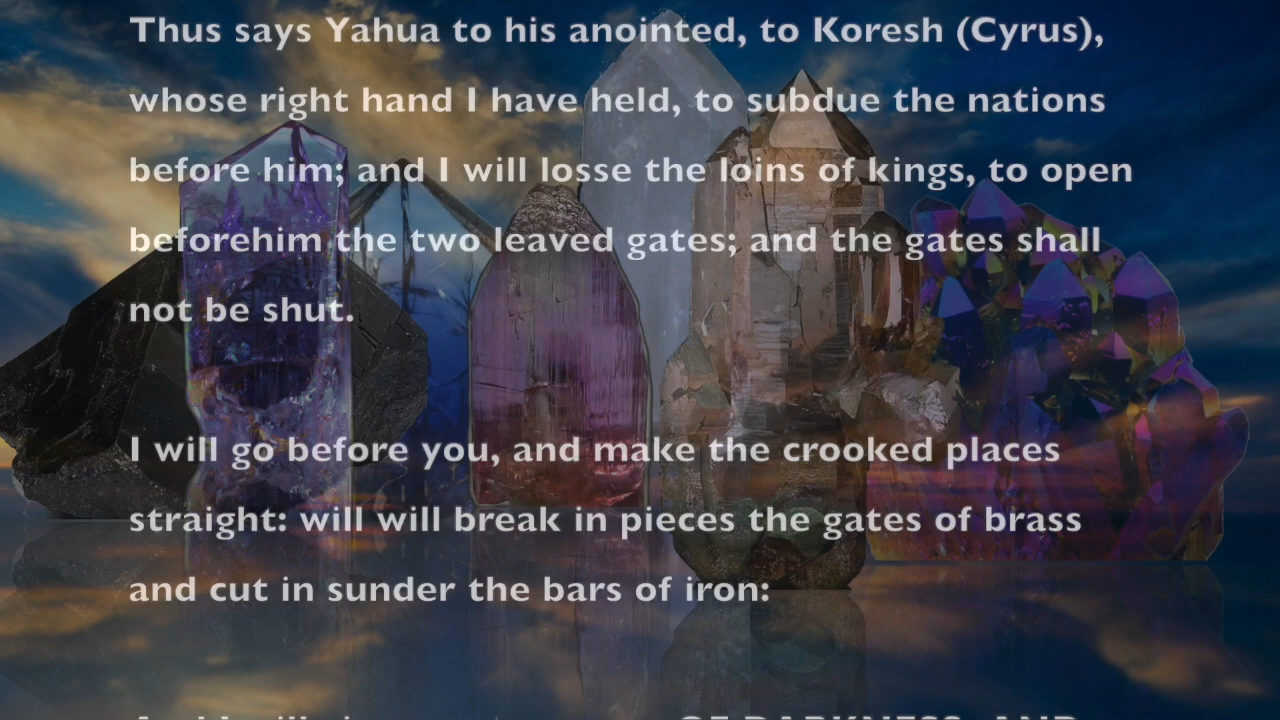 Thus says Yahua to his anointed, to Koresh (Cyrus),
whose right hand I have held, to subdue the nations
before him; and I will losse the loins of kings, to open
beforehim the two leaved gates; and the gates shall
not be shut.
I will go before you, and make the crooked places
straight: will will break in pieces the gates of brass
and cut in sunder the bars of iron:
OF DARKNESS, AND